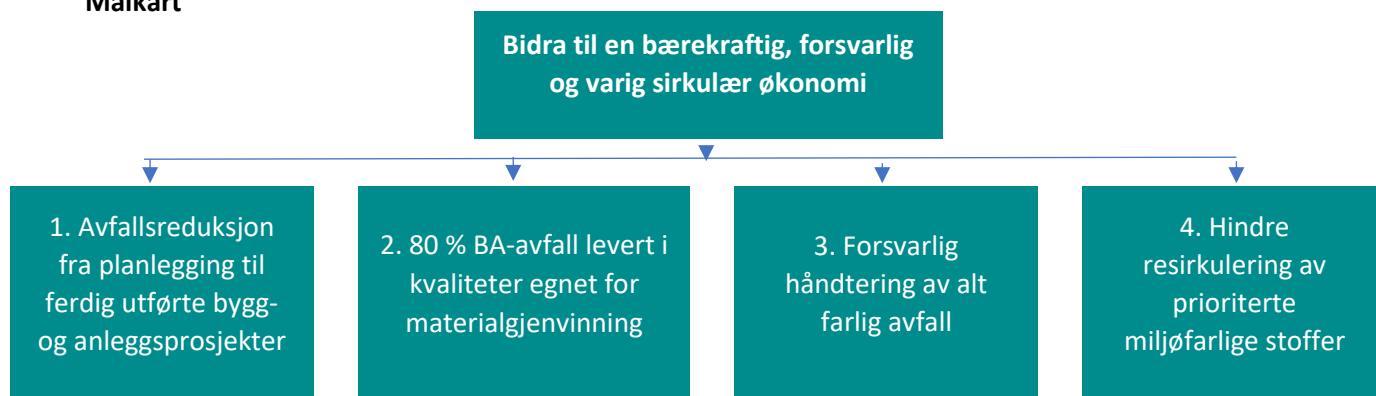 Målkart
Bidra til en bærekraftig, forsvarlig
og varig sirkulær økonomi
1. Avfallsreduksjon
fra planlegging til
ferdig utførte bygg-
og anleggsprosjekter
2. 80 % BA-avfall levert i
kvaliteter egnet for
materialgjenvinning
3. Forsvarlig
håndtering av alt
farlig avfall
4. Hindre
resirkulering av
prioriterte
miljøfarlige stoffer